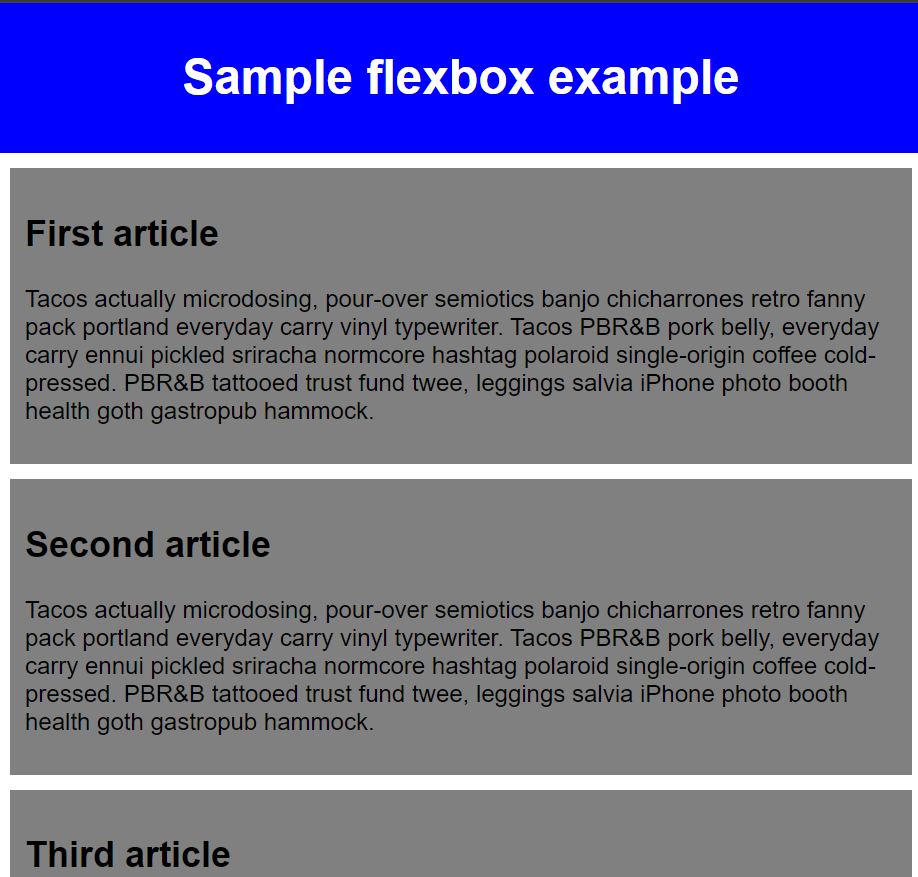 Sample flexbox example
First article
Tacos actually microdosing, pour-over semiotics banjo chicharrones retro fanny
pack portland everyday carry vinyl typewriter. Tacos PBR&B pork belly, everyday
carry ennui pickled sriracha normcore hashtag polaroid single-origin coffee cold-
pressed. PBR&B tattooed trust fund twee, leggings salvia iPhone photo booth
health goth gastropub hammock.
Second article
Tacos actually microdosing, pour-over semiotics banjo chicharrones retro fanny
pack portland everyday carry vinyl typewriter. Tacos PBR&B pork belly, everyday
carry ennui pickled sriracha normcore hashtag polaroid single-origin coffee cold-
pressed. PBR&B tattooed trust fund twee, leggings salvia iPhone photo booth
health goth gastropub hammock.
Third article